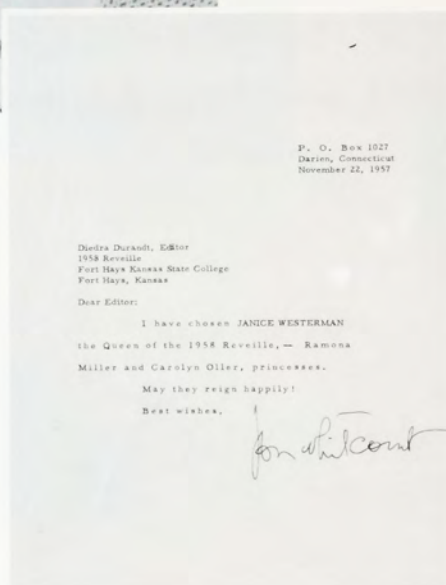 P. O. Box 1027
Darien, Connecticut
November 22, 1957
Diedra Durandt, Editor
1958 Reveille
Fort Hays Kansas State College
Fort Hays, Kansas
Dear Editor:
I have chosen JANICE WESTERMAN
the Queen of the 1958 Reveille, — Ramona
Miller and Carolyn Oller, princesses.
May they reign happily!
Best wishes,
Jon Whitcomb